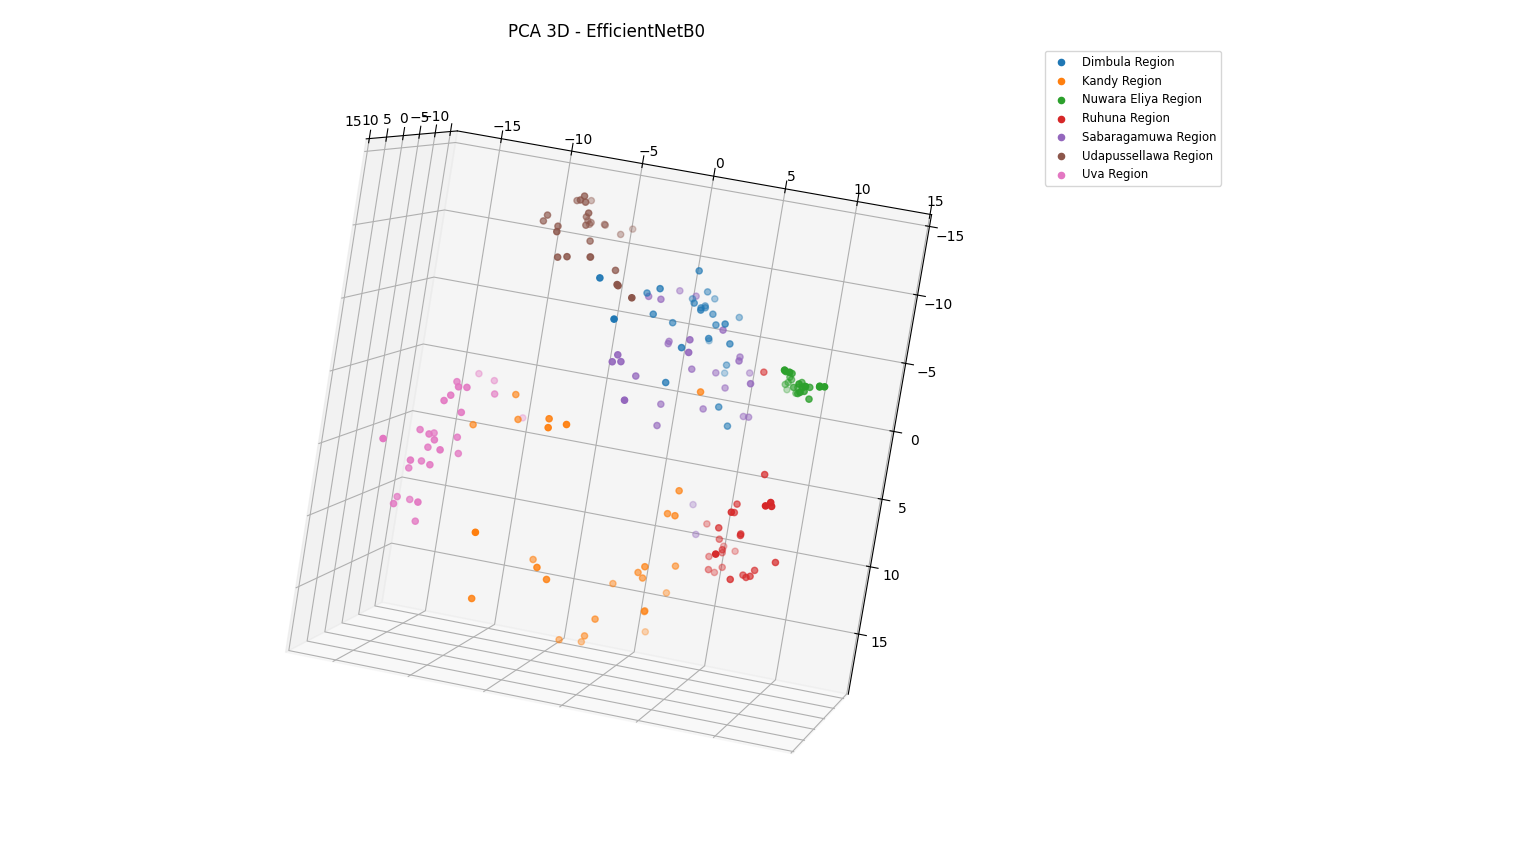 PCA 3D - EfficientNetB0
Dimbula Region
Kandy Region
Nuwara Eliya Region
Ruhuna Region
Sabaragamuwa Region
Udapussellawa Region
Uva Region
15 10 5 0 −5 −10
−15 −10 −5 0 5 10 15
−15
−10
−5
0
5
10
15